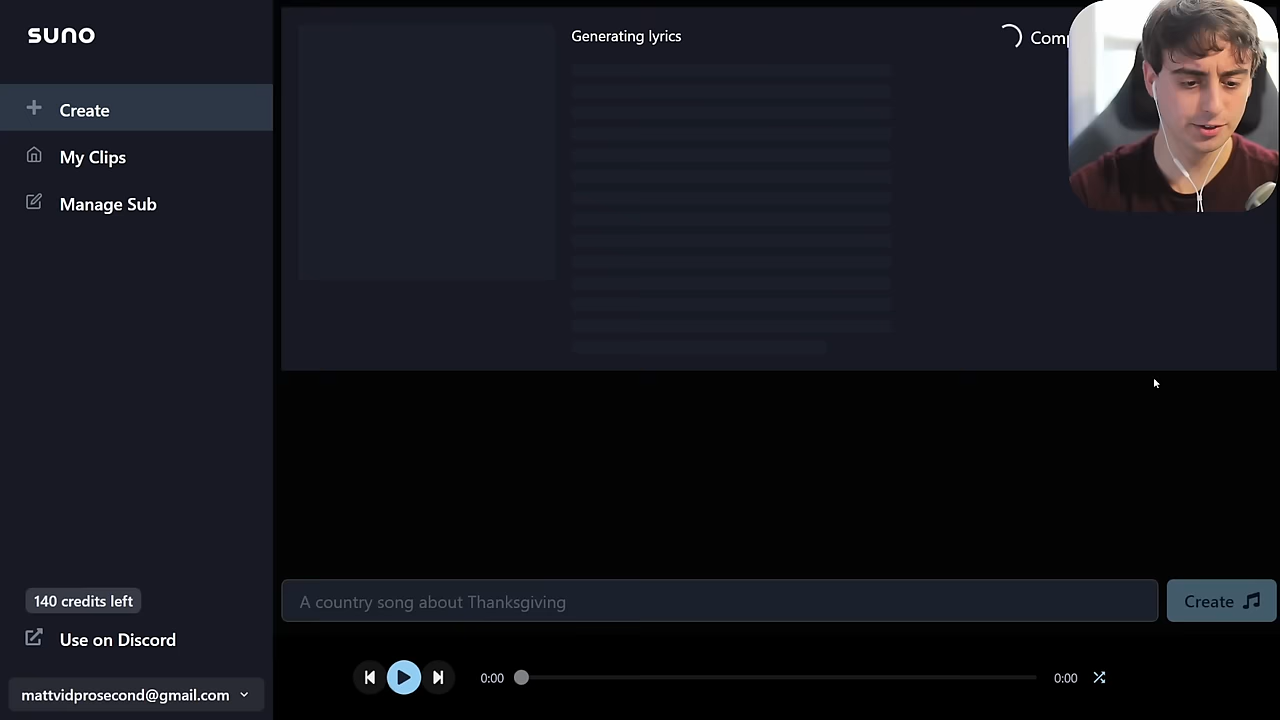 suno
Create
My Clips
Manage Sub
Generating lyrics
140 credits left
Use on Discord
mattvidprosecond@gmail.com
A country song about Thanksgiving
Create
0:00
0:00